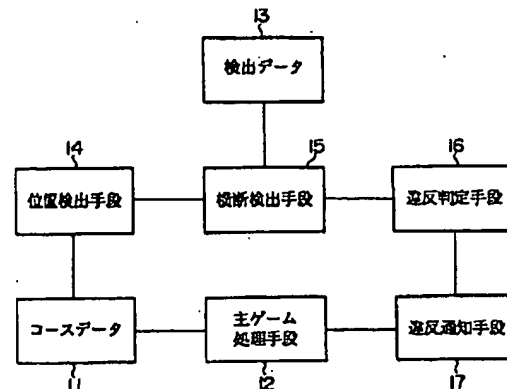 13
検出データ
14
15
16
位置検出手段
横断検出手段
違反判定手段
コースデータ
主ゲーム
処理手段
違反通知手段
11
12
17